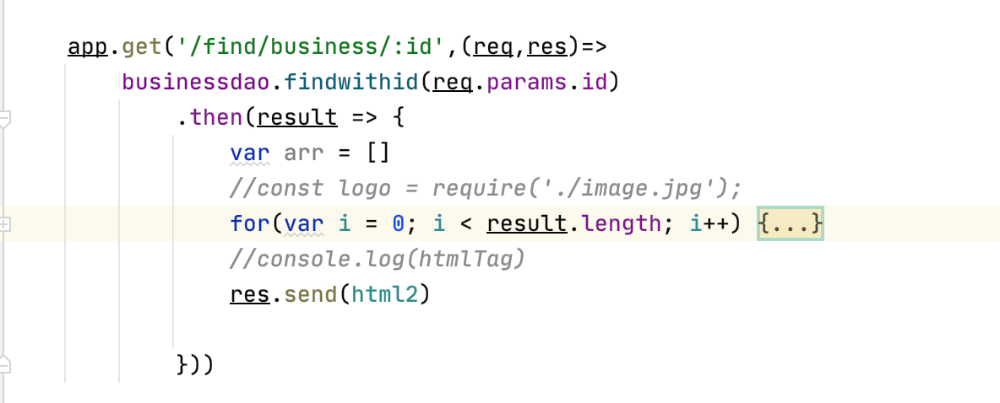 app.get('/find/business/:id',(req,res)=>
businessdao.findwithid(req.params.id)
.then(result => {
var arr = []
//const logo = require('./image.jpg');
for(var i = 0; i < result.length; i++) {...}
//console.log(htmlTag)
res.send(html2)
}))